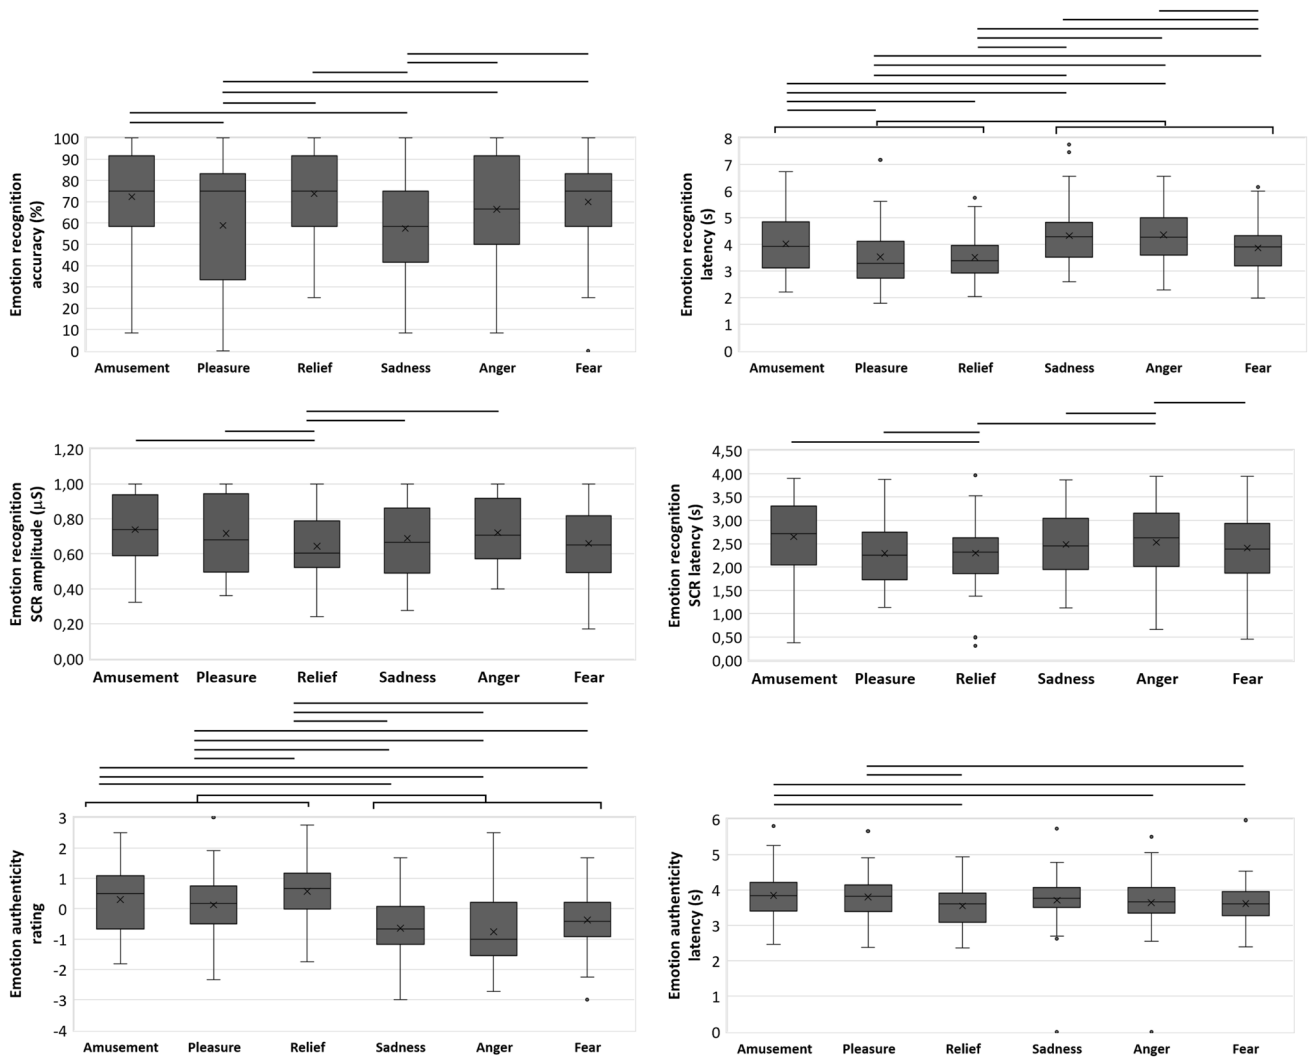 Emotion recognition
accuracy (%)
100
90
80
70
60
50
40
30
20
10
0
Amusement Pleasure Relief Sadness Anger Fear
Emotion recognition
latency (s)
8
7
6
5
4
3
2
1
0
Amusement Pleasure Relief Sadness Anger Fear
Emotion recognition
SCR amplitude (µS)
1,20
1,00
0,80
0,60
0,40
0,20
0,00
Amusement Pleasure Relief Sadness Anger Fear
Emotion recognition
SCR latency (s)
4,50
4,00
3,50
3,00
2,50
2,00
1,50
1,00
0,50
0,00
Amusement Pleasure Relief Sadness Anger Fear
Emotion authenticity
rating
3
2
1
0
-1
-2
-3
-4
Amusement Pleasure Relief Sadness Anger Fear
Emotion authenticity
latency (s)
6
5
4
3
2
1
0
Amusement Pleasure Relief Sadness Anger Fear